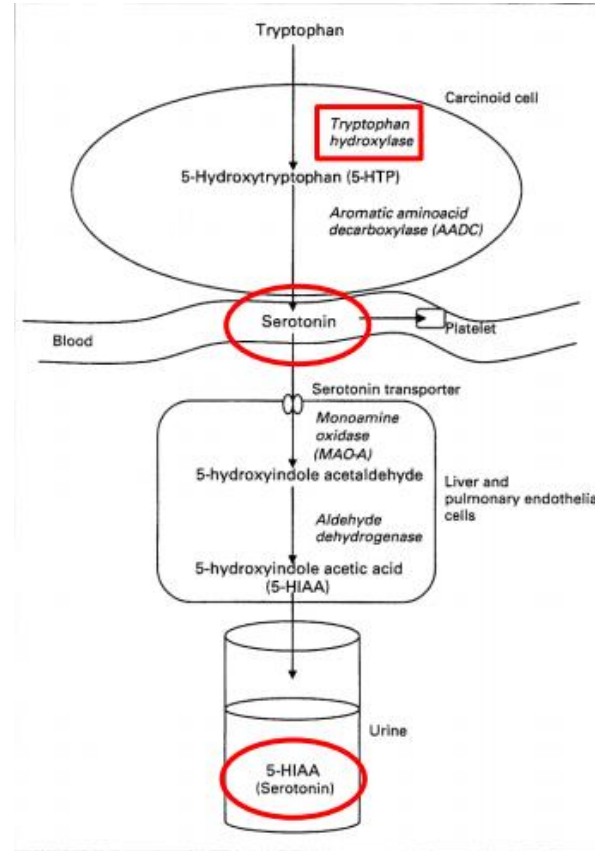 Tryptophan
Carcinoid cell
Tryptophan
hydroxylase
5-Hydroxytryptophan (5-HTP)
Aromatic aminoacid
decarboxylase (AADC)
Serotonin
Platelet
Blood
Serotonin transporter
Monoamine
oxidase
(MAO-A)
5-hydroxyindole acetaldehyde
Liver and
pulmonary endothelia
cells
Aldehyde
dehydrogenase
5-hydroxyindole acetic acid
(5-HIAA)
Urine
5-HIAA
(Serotonin)